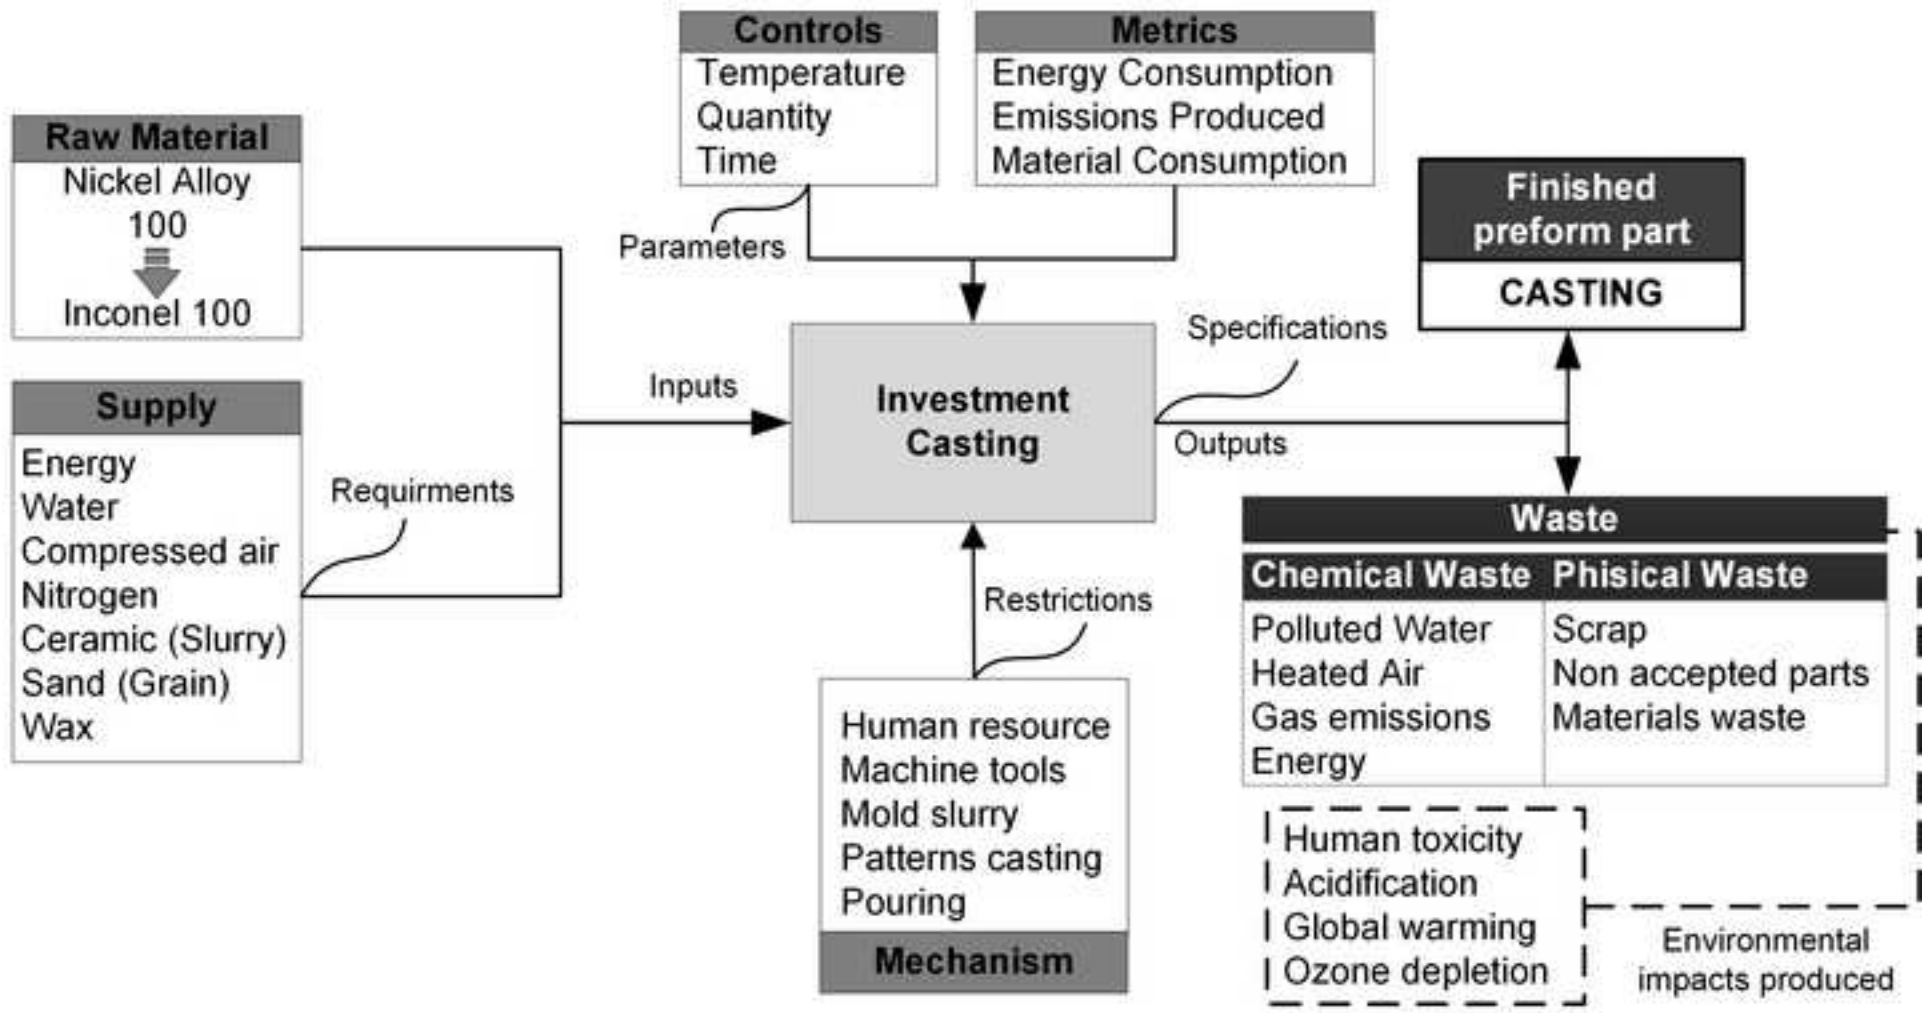 Controls
Temperature
Quantity
Time
Metrics
Energy Consumption
Emissions Produced
Material Consumption
Raw Material
Nickel Alloy
100
Inconel 100
Parameters
Finished
preform part
CASTING
Supply
Energy
Water
Compressed air
Nitrogen
Ceramic (Slurry)
Sand (Grain)
Wax
Requirments
Inputs
Investment
Casting
Specifications
Outputs
Restrictions
Human resource
Machine tools
Mold slurry
Patterns casting
Pouring
Mechanism
Waste
Chemical Waste
Polluted Water
Heated Air
Gas emissions
Energy
Phisical Waste
Scrap
Non accepted parts
Materials waste
Human toxicity
Acidification
Global warming
Ozone depletion
Environmental
impacts produced